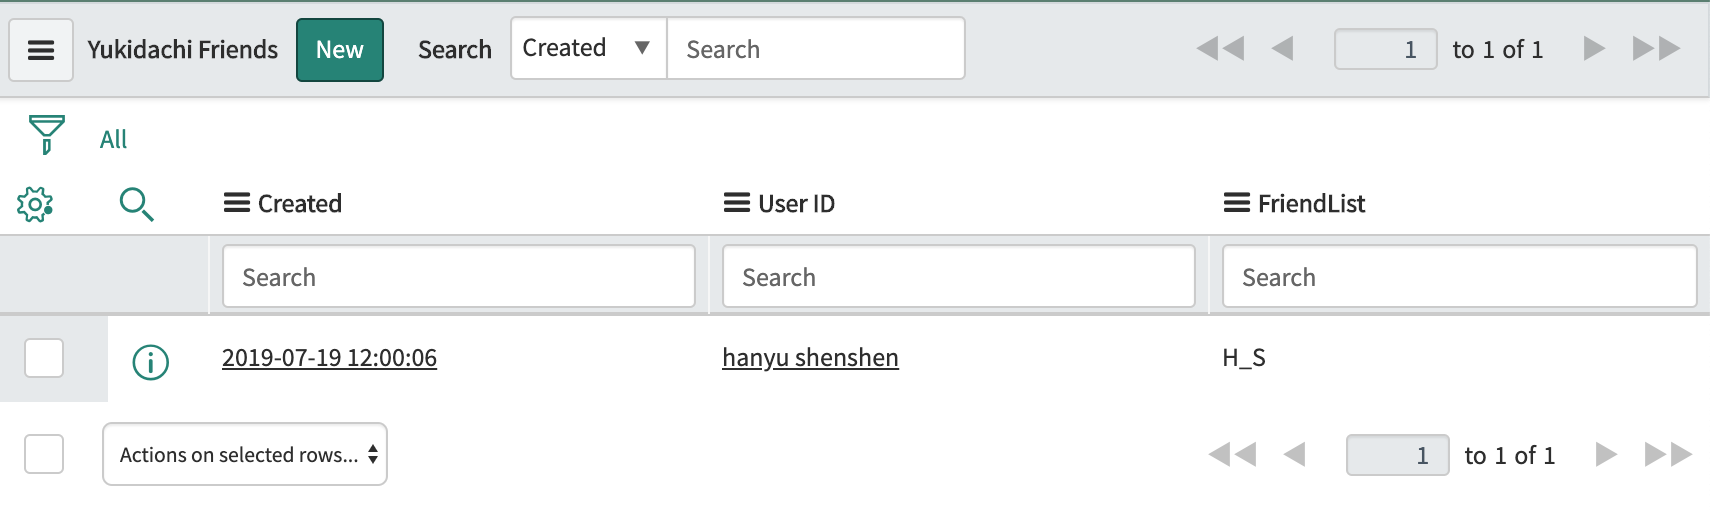 Yukidachi Friends New Search Created Search 1 to 1 of 1
All
Created User ID FriendList
Search Search Search
2019-07-19 12:00:06 hanyu shenshen H_S
Actions on selected rows... 1 to 1 of 1